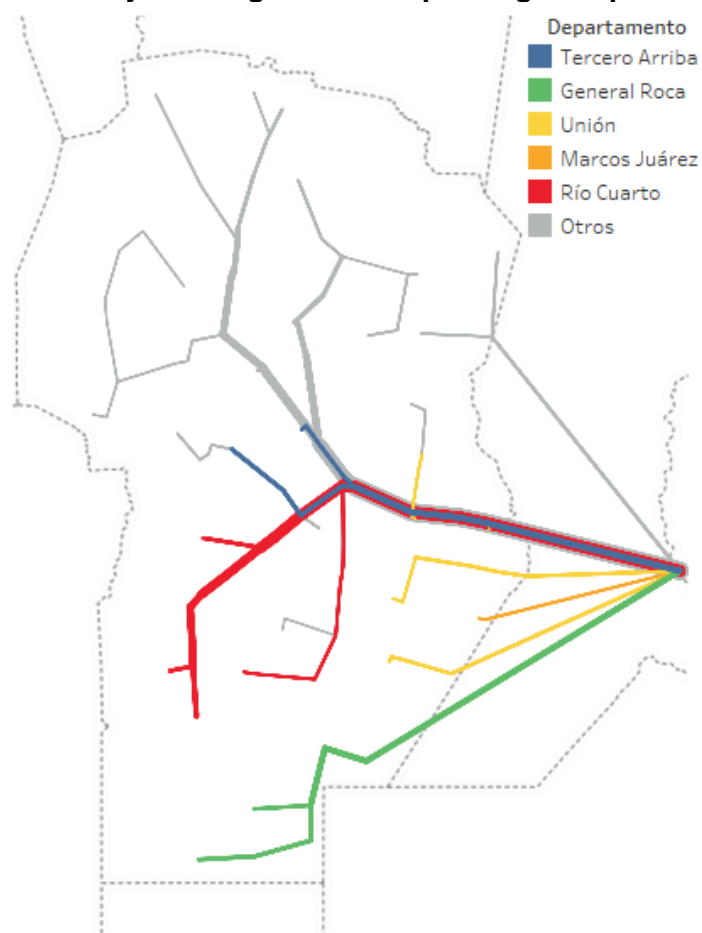 Departamento
Tercero Arriba
General Roca
Unión
Marcos Juárez
Río Cuarto
Otros